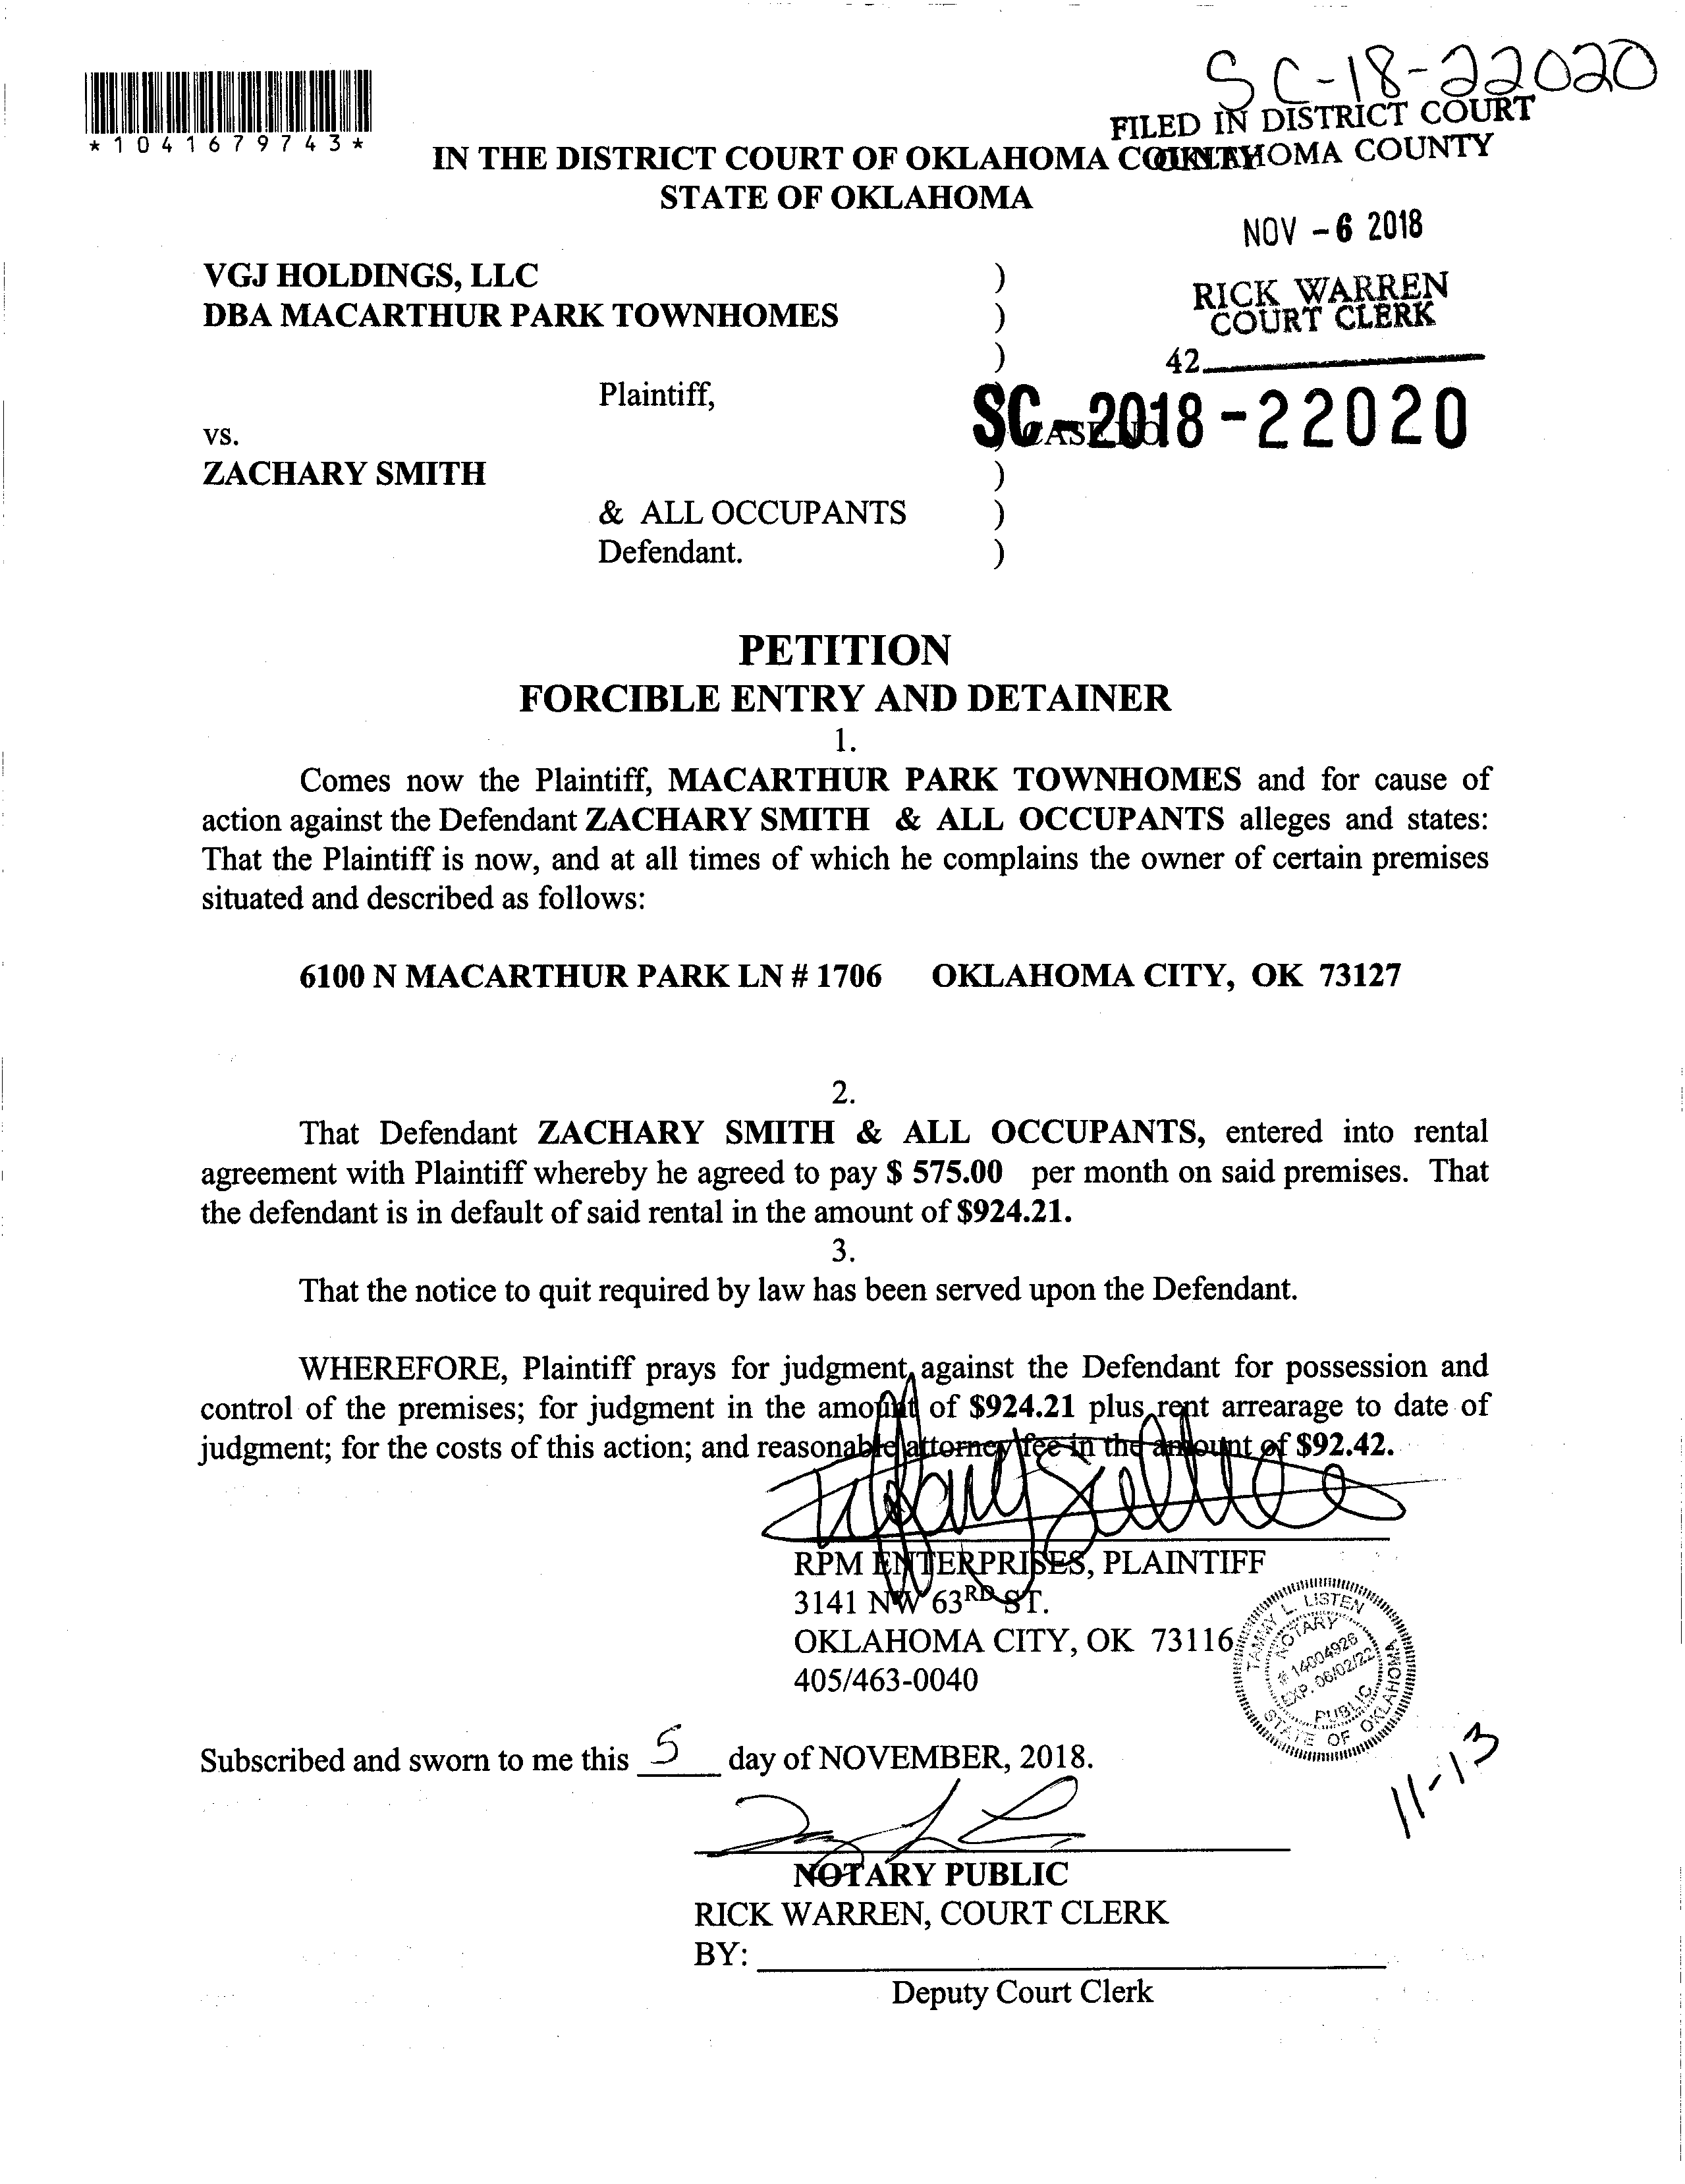 SC-18-22020
*1041679743*
FILED IN DISTRICT COURT
OKLAHOMA COUNTY
IN THE DISTRICT COURT OF OKLAHOMA COUNTY
STATE OF OKLAHOMA
NOV -6 2018
VGJ HOLDINGS, LLC )
DBA MACARTHUR PARK TOWNHOMES )
RICK WARREN
COURT CLERK
)
42
Plaintiff,
SC-2018-22020
vs. ) CASE NO
ZACHARY SMITH )
& ALL OCCUPANTS )
Defendant. )
PETITION
FORCIBLE ENTRY AND DETAINER
1.
Comes now the Plaintiff, MACARTHUR PARK TOWNHOMES and for cause of
action against the Defendant ZACHARY SMITH & ALL OCCUPANTS alleges and states:
That the Plaintiff is now, and at all times of which he complains the owner of certain premises
situated and described as follows:
6100 N MACARTHUR PARK LN # 1706 OKLAHOMA CITY, OK 73127
2.
That Defendant ZACHARY SMITH & ALL OCCUPANTS, entered into rental
agreement with Plaintiff whereby he agreed to pay $ 575.00 per month on said premises. That
the defendant is in default of said rental in the amount of $924.21.
3.
That the notice to quit required by law has been served upon the Defendant.
WHEREFORE, Plaintiff prays for judgment against the Defendant for possession and
control of the premises; for judgment in the amount of $924.21 plus rent arrearage to date of
judgment; for the costs of this action; and reasonable attorney fee in the amount of $92.42.
RPM ENTERPRISES, PLAINTIFF
3141 NW 63RD ST.
OKLAHOMA CITY, OK 73116
405/463-0040
TAMMY L. LISTEN
NOTARY
# 14004926
EXP. 06/02/22
PUBLIC
STATE OF OKLAHOMA
11-13
Subscribed and sworn to me this 5 day of NOVEMBER, 2018.
NOTARY PUBLIC
RICK WARREN, COURT CLERK
BY:
Deputy Court Clerk